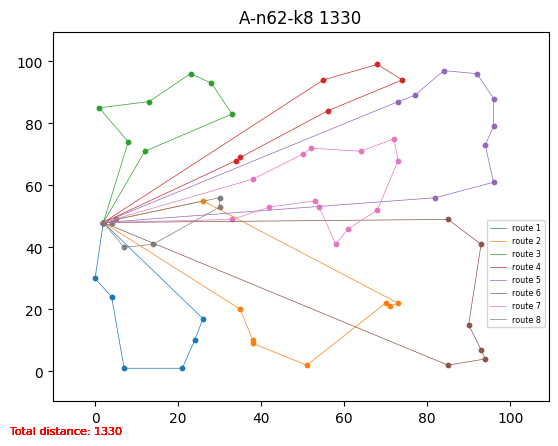 A-n62-k8 1330
100
80
60
40
20
0
0 20 40 60 80 100
route 1
route 2
route 3
route 4
route 5
route 6
route 7
route 8
Total distance: 1330